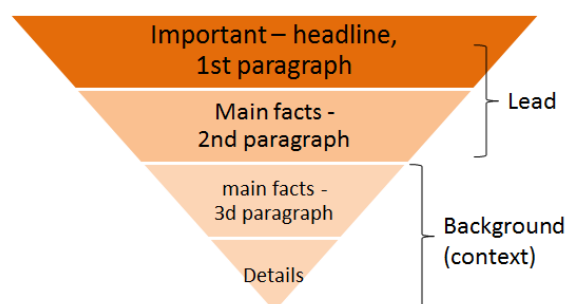 Important – headline,
1st paragraph
Lead
Main facts -
2nd paragraph
main facts -
3d paragraph
Background
(context)
Details